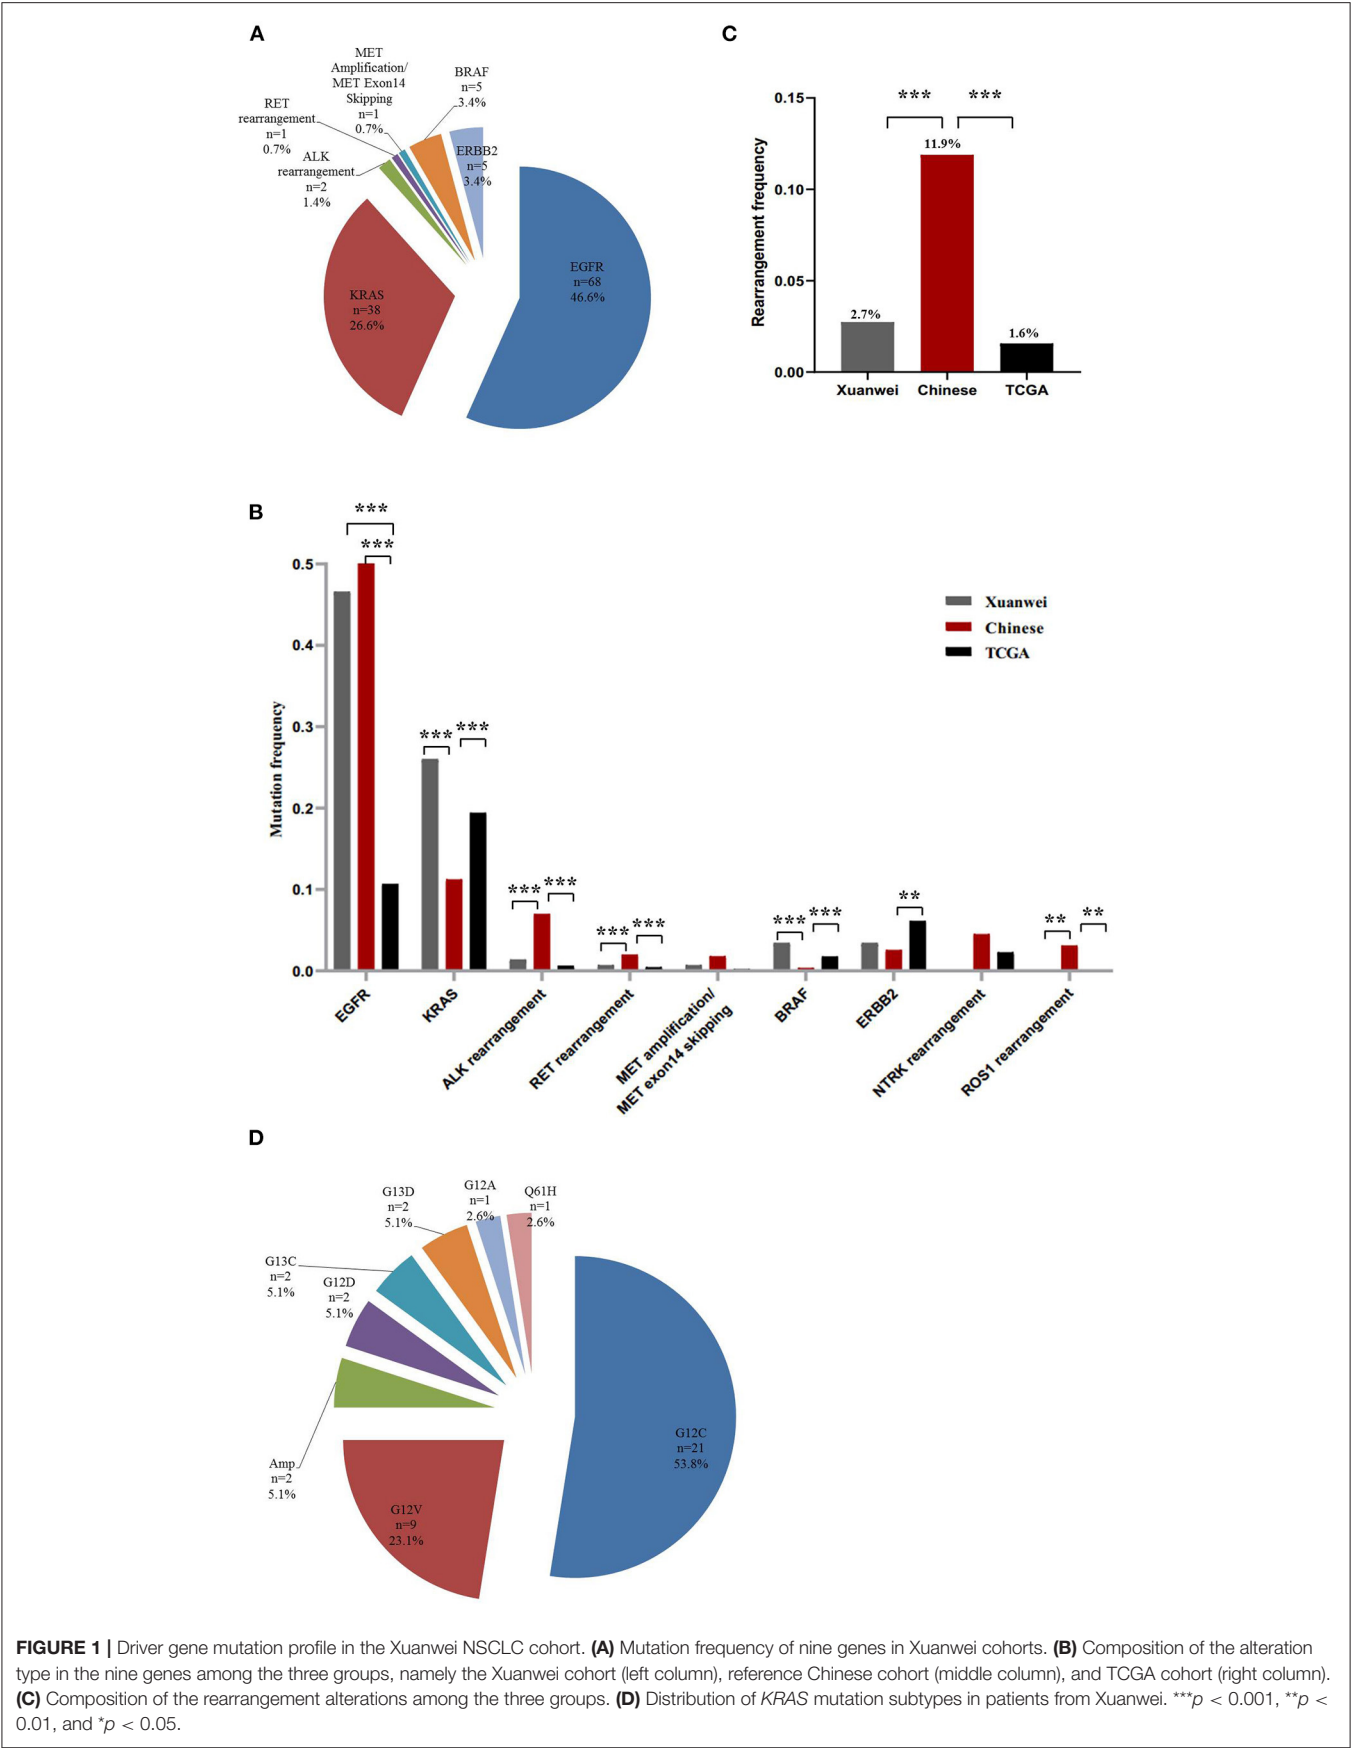 A
MET
Amplification/
MET Exon14
Skipping
n=1
0.7%
BRAF
n=5
3.4%
RET
rearrangement
n=1
0.7%
ALK
rearrangement
n=2
1.4%
ERBB2
n=5
3.4%
EGFR
n=68
46.6%
KRAS
n=38
26.6%
C
Rearrangement frequency
0.15
0.10
0.05
0.00
*** ***
2.7%
11.9%
1.6%
Xuanwei Chinese TCGA
B
Mutation frequency
0.5
0.4
0.3
0.2
0.1
0.0
***
***
*** ***
*** ***
*** ***
*** ***
**
** **
Xuanwei
Chinese
TCGA
EGFR
KRAS
ALK rearrangement
RET rearrangement
MET amplification/
MET exon14 skipping
BRAF
ERBB2
NTRK rearrangement
ROS1 rearrangement
D
G13D
n=2
5.1%
G12A
n=1
2.6%
Q61H
n=1
2.6%
G13C
n=2
5.1%
G12D
n=2
5.1%
Amp
n=2
5.1%
G12V
n=9
23.1%
G12C
n=21
53.8%
FIGURE 1 | Driver gene mutation profile in the Xuanwei NSCLC cohort. (A) Mutation frequency of nine genes in Xuanwei cohorts. (B) Composition of the alteration
type in the nine genes among the three groups, namely the Xuanwei cohort (left column), reference Chinese cohort (middle column), and TCGA cohort (right column).
(C) Composition of the rearrangement alterations among the three groups. (D) Distribution of KRAS mutation subtypes in patients from Xuanwei. ***p < 0.001, **p <
0.01, and *p < 0.05.